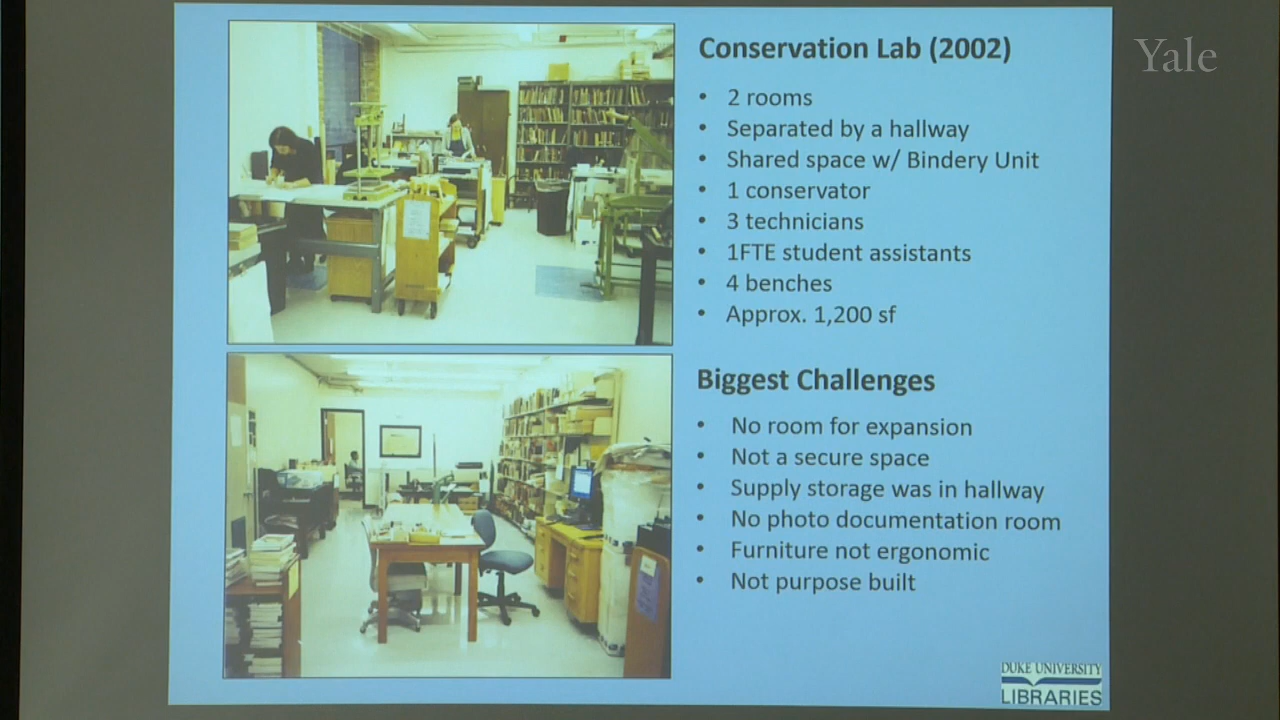 Conservation Lab (2002)
• 2 rooms
• Separated by a hallway
• Shared space w/ Bindery Unit
• 1 conservator
• 3 technicians
• 1FTE student assistants
• 4 benches
• Approx. 1,200 sf
Biggest Challenges
• No room for expansion
• Not a secure space
• Supply storage was in hallway
• No photo documentation room
• Furniture not ergonomic
• Not purpose built
DUKE UNIVERSITY
LIBRARIES
Yale